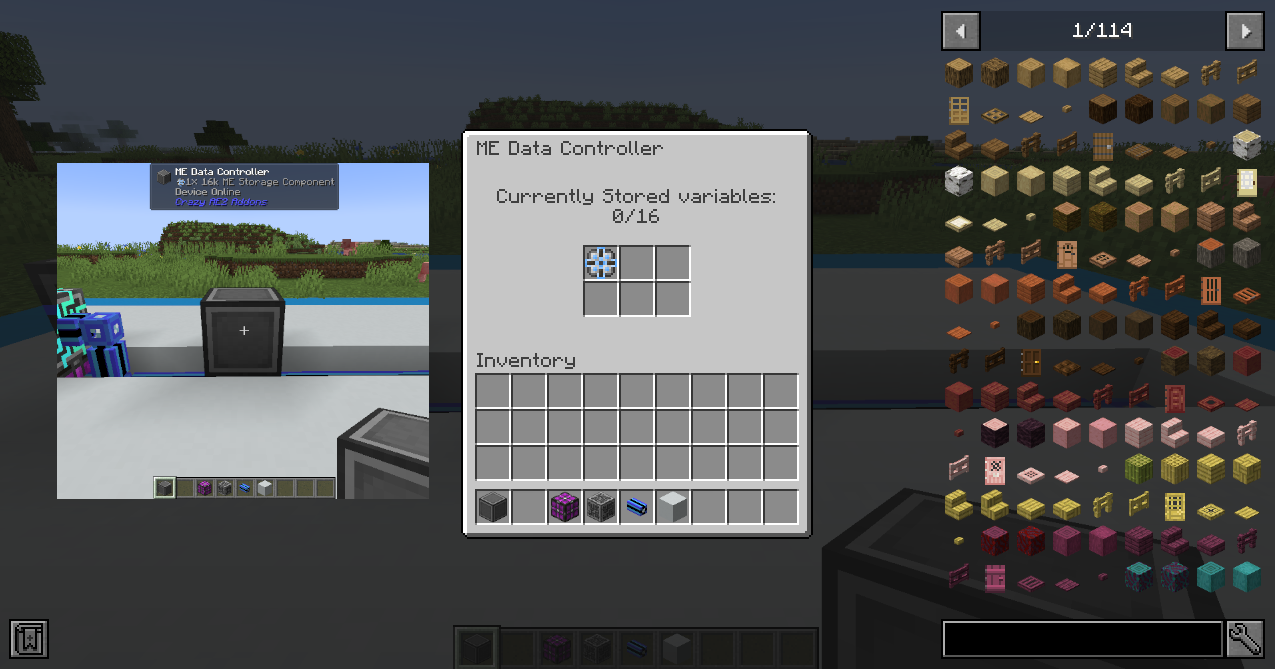 1/114
ME Data Controller
Currently Stored variables:
0/16
Inventory
ME Data Controller
1X 16k ME Storage Component
Device Online
Crazy AE2 Addons